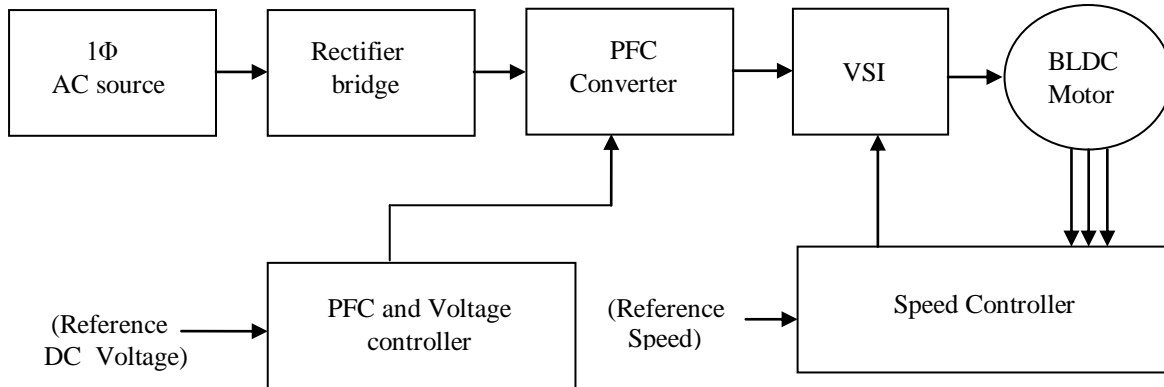 1Φ
AC source
Rectifier
bridge
PFC
Converter
VSI
BLDC
Motor
(Reference
DC Voltage)
PFC and Voltage
controller
(Reference
Speed)
Speed Controller